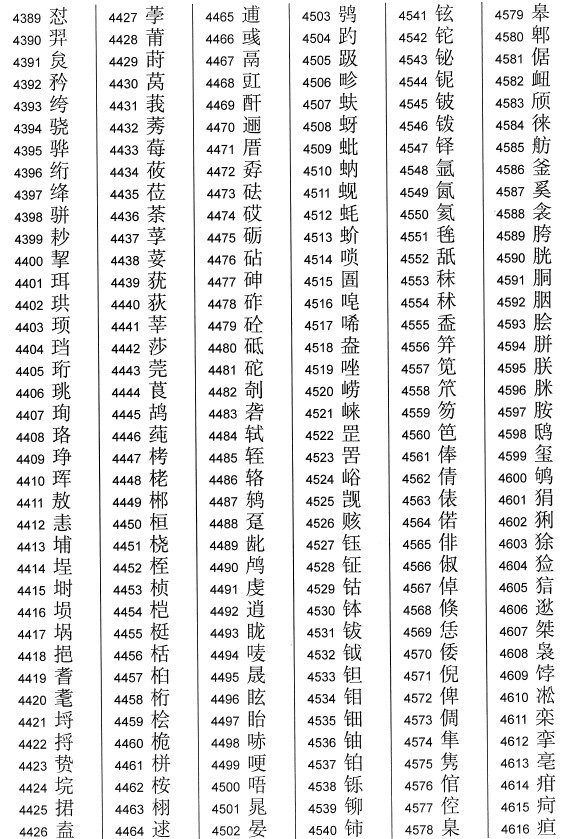 4389 怼
4390 羿
4391 炱
4392 矜
4393 绔
4394 骁
4395 骅
4396 绗
4397 绛
4398 骈
4399 耖
4400 挈
4401 珥
4402 珙
4403 顼
4404 珰
4405 珩
4406 珧
4407 珣
4408 珞
4409 琤
4410 珲
4411 敖
4412 恚
4413 埔
4414 埕
4415 埘
4416 埙
4417 埚
4418 挹
4419 耆
4420 耄
4421 埒
4422 捋
4423 贽
4424 垸
4425 捃
4426 盍
4427 荸
4428 莆
4429 莳
4430 莴
4431 莪
4432 莠
4433 莓
4434 莜
4435 莅
4436 荼
4437 莩
4438 荽
4439 莸
4440 荻
4441 莘
4442 莎
4443 莞
4444 莨
4445 鸪
4446 莼
4447 栲
4448 栳
4449 郴
4450 桓
4451 桡
4452 桎
4453 桢
4454 桤
4455 梃
4456 栝
4457 桕
4458 桁
4459 桧
4460 桅
4461 栟
4462 桉
4463 栩
4464 逑
4465 逋
4466 彧
4467 鬲
4468 豇
4469 酐
4470 逦
4471 厝
4472 孬
4473 砝
4474 砹
4475 砺
4476 砧
4477 砷
4478 砟
4479 砼
4480 砥
4481 砣
4482 剞
4483 砻
4484 轼
4485 轾
4486 辂
4487 鸫
4488 趸
4489 龀
4490 鸬
4491 虔
4492 逍
4493 眬
4494 唛
4495 晟
4496 眩
4497 眙
4498 哧
4499 哽
4500 唔
4501 晁
4502 晏
4503 鸮
4504 趵
4505 趿
4506 畛
4507 蚨
4508 蚜
4509 蚍
4510 蚋
4511 蚬
4512 蚝
4513 蚧
4514 唢
4515 圄
4516 唣
4517 唏
4518 盎
4519 唑
4520 崂
4521 崃
4522 罡
4523 罟
4524 峪
4525 觊
4526 赅
4527 钰
4528 钲
4529 钴
4530 钵
4531 钹
4532 钺
4533 钽
4534 钼
4535 钿
4536 铀
4537 铂
4538 铄
4539 铆
4540 铈
4541 铉
4542 铊
4543 铋
4544 铌
4545 铍
4546 䥽
4547 铎
4548 氩
4549 氤
4550 氦
4551 毪
4552 舐
4553 秣
4554 秫
4555 盉
4556 笄
4557 笕
4558 笊
4559 笏
4560 笆
4561 俸
4562 倩
4563 俵
4564 偌
4565 俳
4566 俶
4567 倬
4568 倏
4569 恁
4570 倭
4571 倪
4572 俾
4573 倜
4574 隼
4575 隽
4576 倌
4577 倥
4578 臬
4579 皋
4580 郫
4581 倨
4582 衄
4583 颀
4584 徕
4585 舫
4586 釜
4587 奚
4588 衾
4589 胯
4590 胱
4591 胴
4592 胭
4593 脍
4594 胼
4595 朕
4596 脒
4597 胺
4598 鸱
4599 玺
4600 鸲
4601 狷
4602 猁
4603 狳
4604 猃
4605 狺
4606 逖
4607 桀
4608 袅
4609 饽
4610 凇
4611 栾
4612 挛
4613 亳
4614 疳
4615 疴
4616 疸